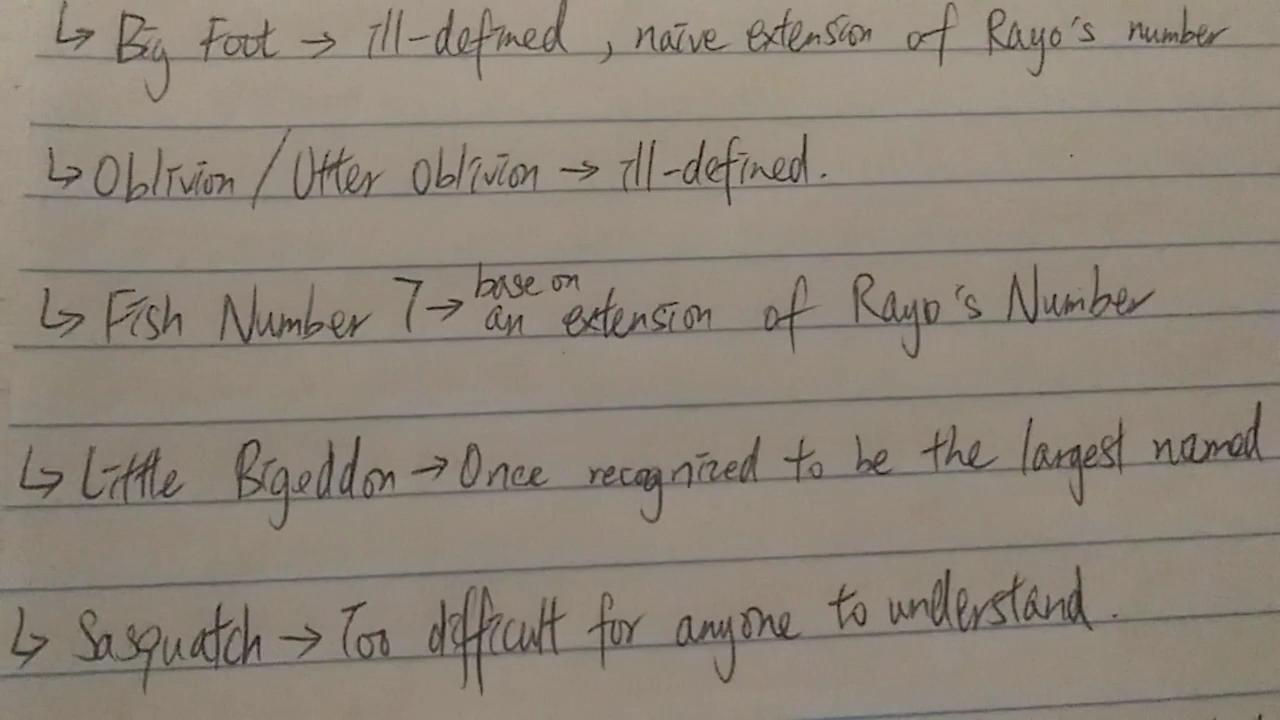 ↳ Big Foot → ill-defined, naïve extension of Rayo's number
↳ Oblivion / Utter Oblivion → ill-defined.
↳ Fish Number 7 → base on an extension of Rayo's Number
↳ Little Bigeddon → Once recognized to be the largest named
↳ Sasquatch → Too difficult for anyone to understand.